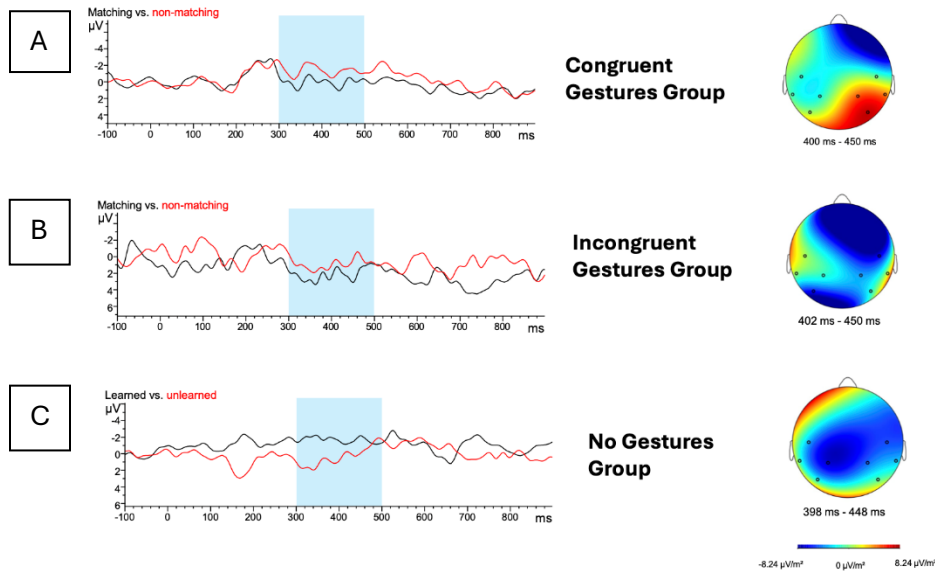 A
Matching vs. non-matching
µV
-4
-2
0
2
4
-100 0 100 200 300 400 500 600 700 800
ms
Congruent
Gestures Group
400 ms - 450 ms
B
Matching vs. non-matching
µV
-2
0
2
4
6
-100 0 100 200 300 400 500 600 700 800
ms
Incongruent
Gestures Group
402 ms - 450 ms
C
Learned vs. unlearned
µV
-4
-2
0
2
4
6
-100 0 100 200 300 400 500 600 700 800
ms
No Gestures
Group
398 ms - 448 ms
-8.24 µV/m² 0 µV/m² 8.24 µV/m²